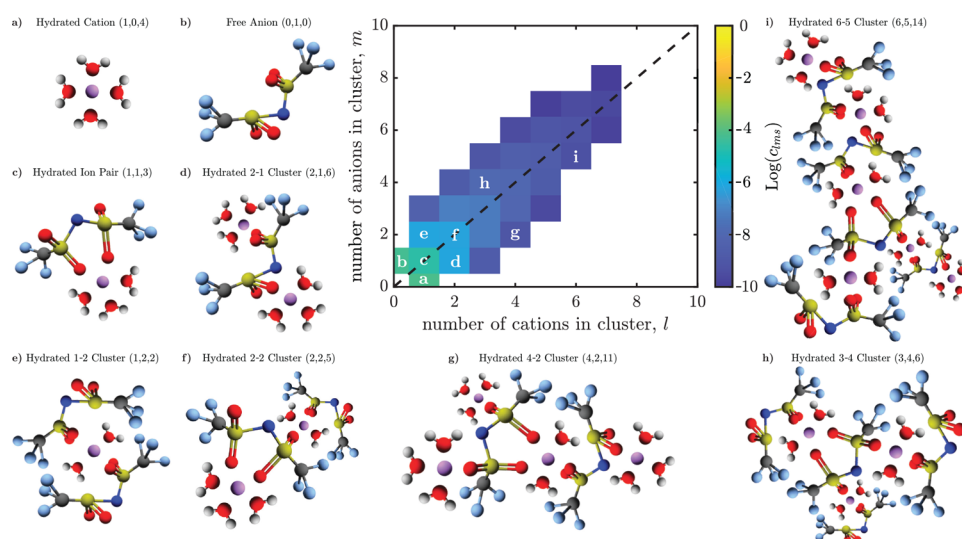 a) Hydrated Cation (1,0,4)
b) Free Anion (0,1,0)
c) Hydrated Ion Pair (1,1,3)
d) Hydrated 2-1 Cluster (2,1,6)
number of anions in cluster, m
10
8
6
4
2
0
i
h
e f g
b c d
a
0 2 4 6 8 10
number of cations in cluster, l
0
-2
-4
-6
-8
-10
Log(c_lms)
i) Hydrated 6-5 Cluster (6,5,14)
e) Hydrated 1-2 Cluster (1,2,2)
f) Hydrated 2-2 Cluster (2,2,5)
g) Hydrated 4-2 Cluster (4,2,11)
h) Hydrated 3-4 Cluster (3,4,6)